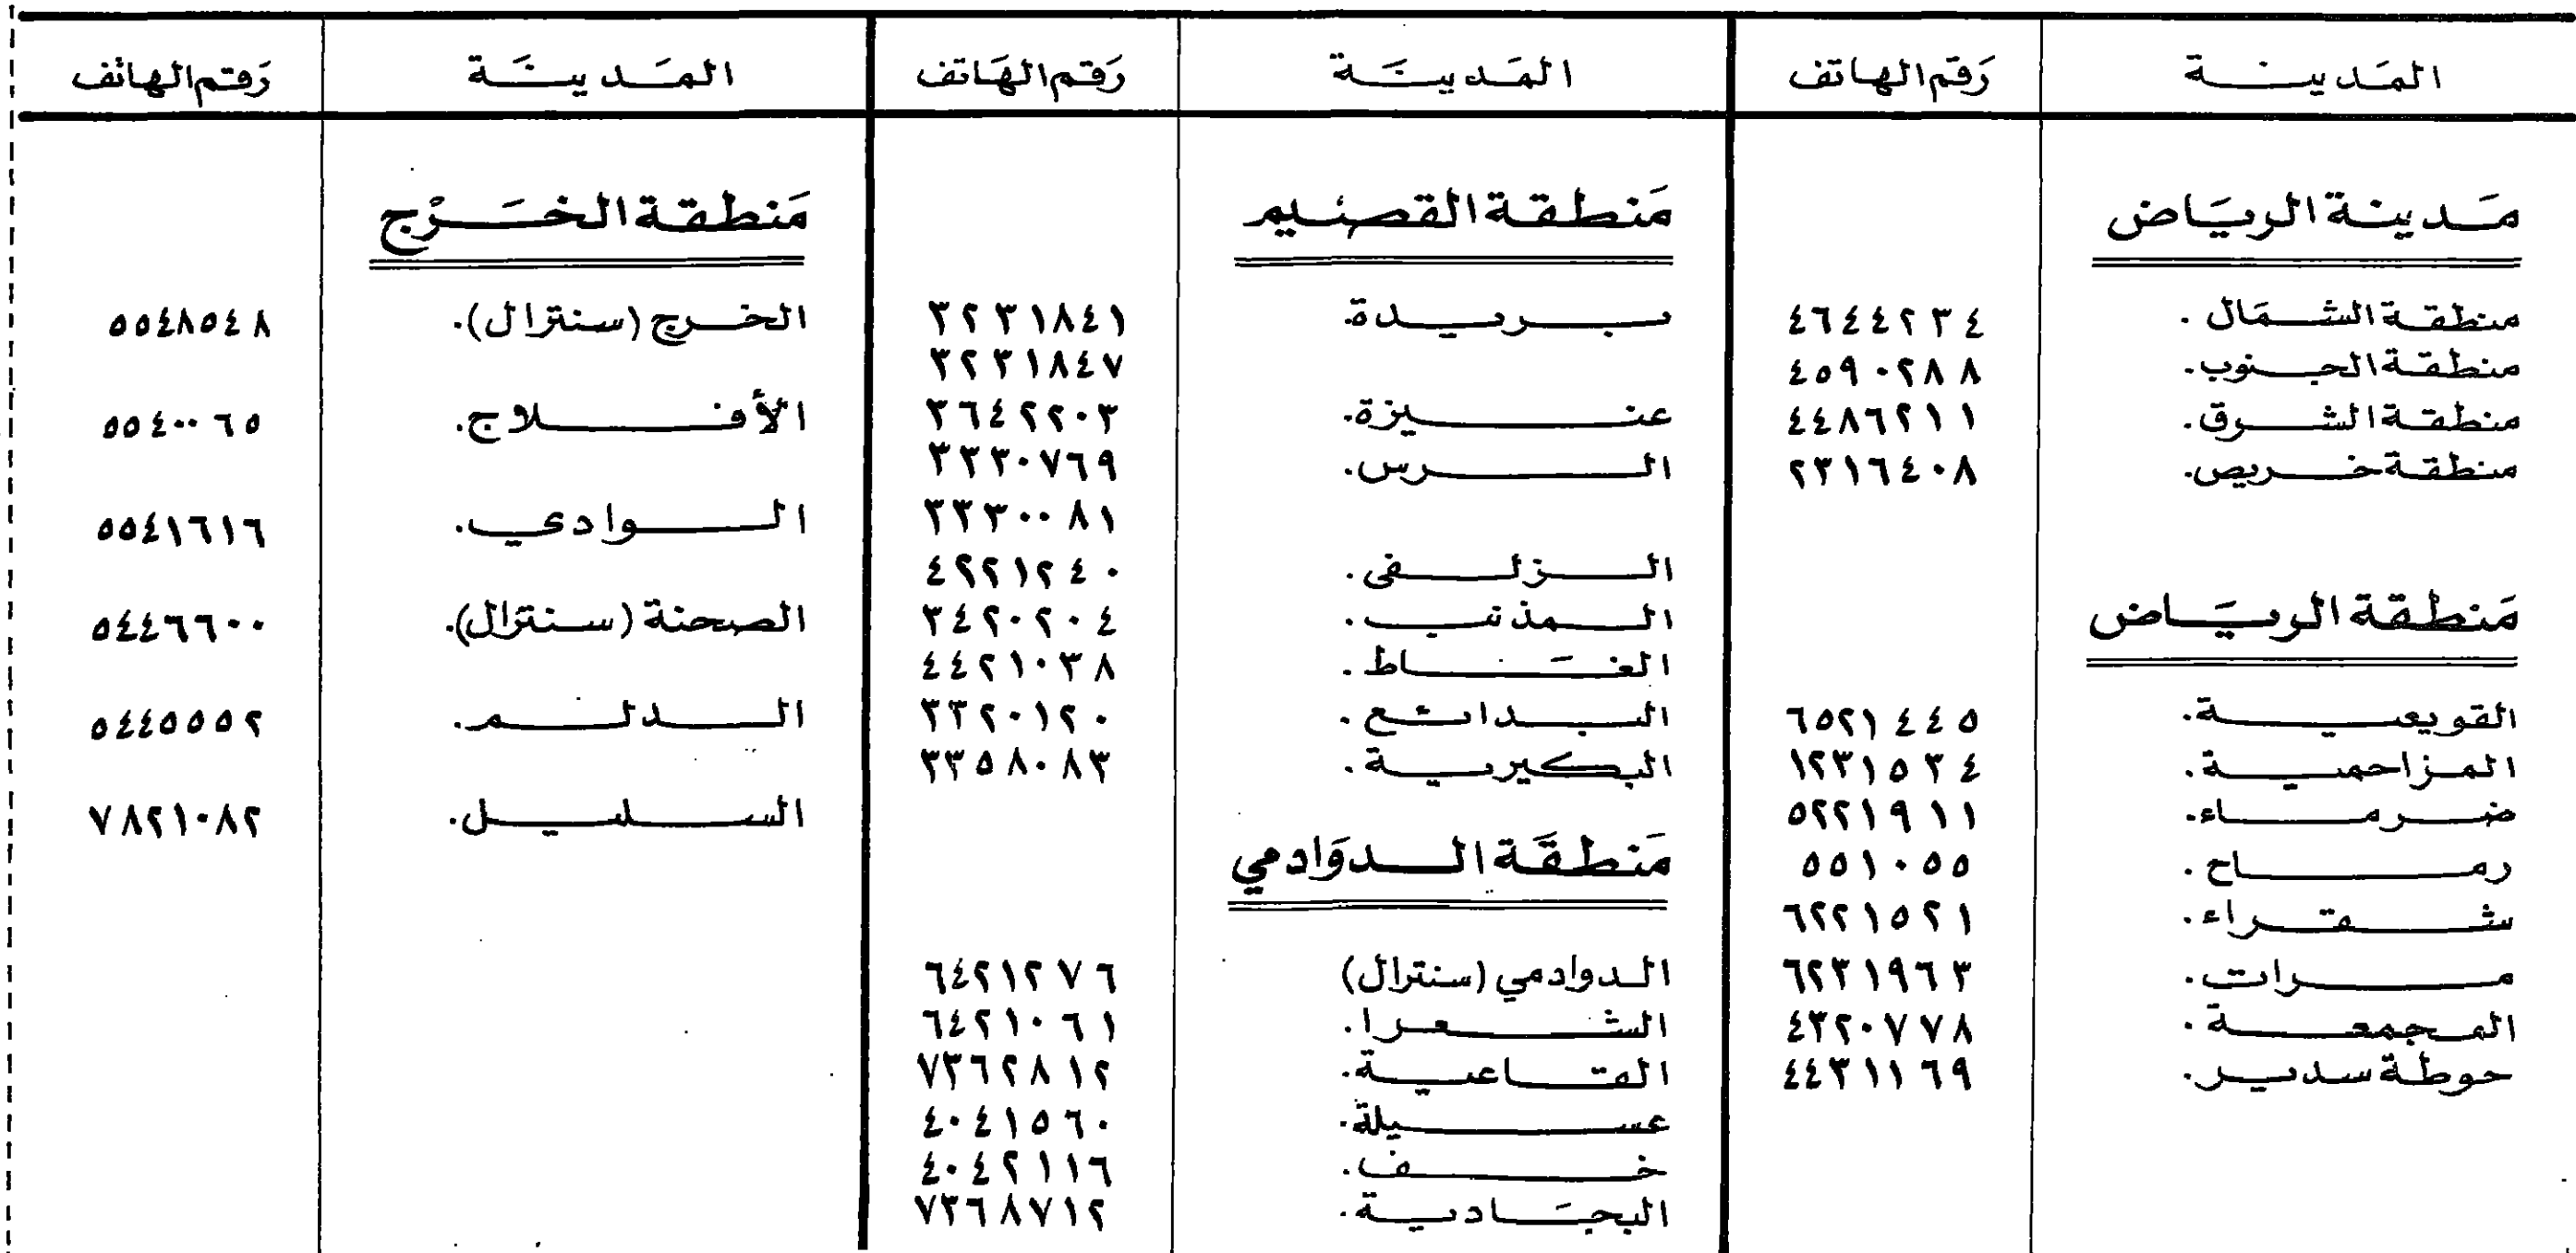 المدينة رقم الهاتف المدينة رقم الهاتف المدينة رقم الهاتف
مدينة الرياض
منطقة الشمال. ٤٦٤٤٢٣٤
منطقة الجنوب. ٤٥٩٠٢٨٨
منطقة الشرق. ٤٤٨٦٢١١
منطقة خريص. ٢٣١٦٤٠٨
منطقة الرياض
القويعية. ٦٥٢١٤٤٥
المزاحمية. ١٢٣١٥٣٤
ضرماء. ٥٢٢١٩١١
رماح. ٥٥١٠٥٥
شقراء. ٦٢٢١٥٢١
مرات. ٦٢٣١٩٦٣
المجمعة. ٤٣٢٠٧٧٨
حوطة سدير. ٤٤٣١١٦٩
منطقة القصيم
بريدة. ٣٢٣١٨٤١
٣٢٣١٨٤٧
عنيزة. ٣٦٤٢٢٠٣
الرس. ٣٣٣٠٧٦٩
٣٣٣٠٠٨١
الزلفى. ٤٢٢١٢٤٠
المذنب. ٣٤٢٠٢٠٤
الغاط. ٤٤٢١٠٣٨
البدائع. ٣٣٢٠١٢٠
البكيرية. ٣٣٥٨٠٨٣
منطقة الدوادمي
الدوادمي (سنترال) ٦٤٢١٢٧٦
الشعرا. ٦٤٢١٠٦١
القاعية. ٧٣٦٢٨١٢
عسيلة. ٤٠٤١٥٦٠
خف. ٤٠٤٢١١٦
البجادية. ٧٣٦٨٧١٢
منطقة الخرج
الخرج (سنترال). ٥٥٤٨٥٤٨
الأفلاج. ٥٥٤٠٠٦٥
الوادي. ٥٥٤١٦١٦
الصحنة (سنترال). ٥٤٤٦٦٠٠
الدلم. ٥٤٤٥٥٥٢
السليل. ٧٨٢١٠٨٢